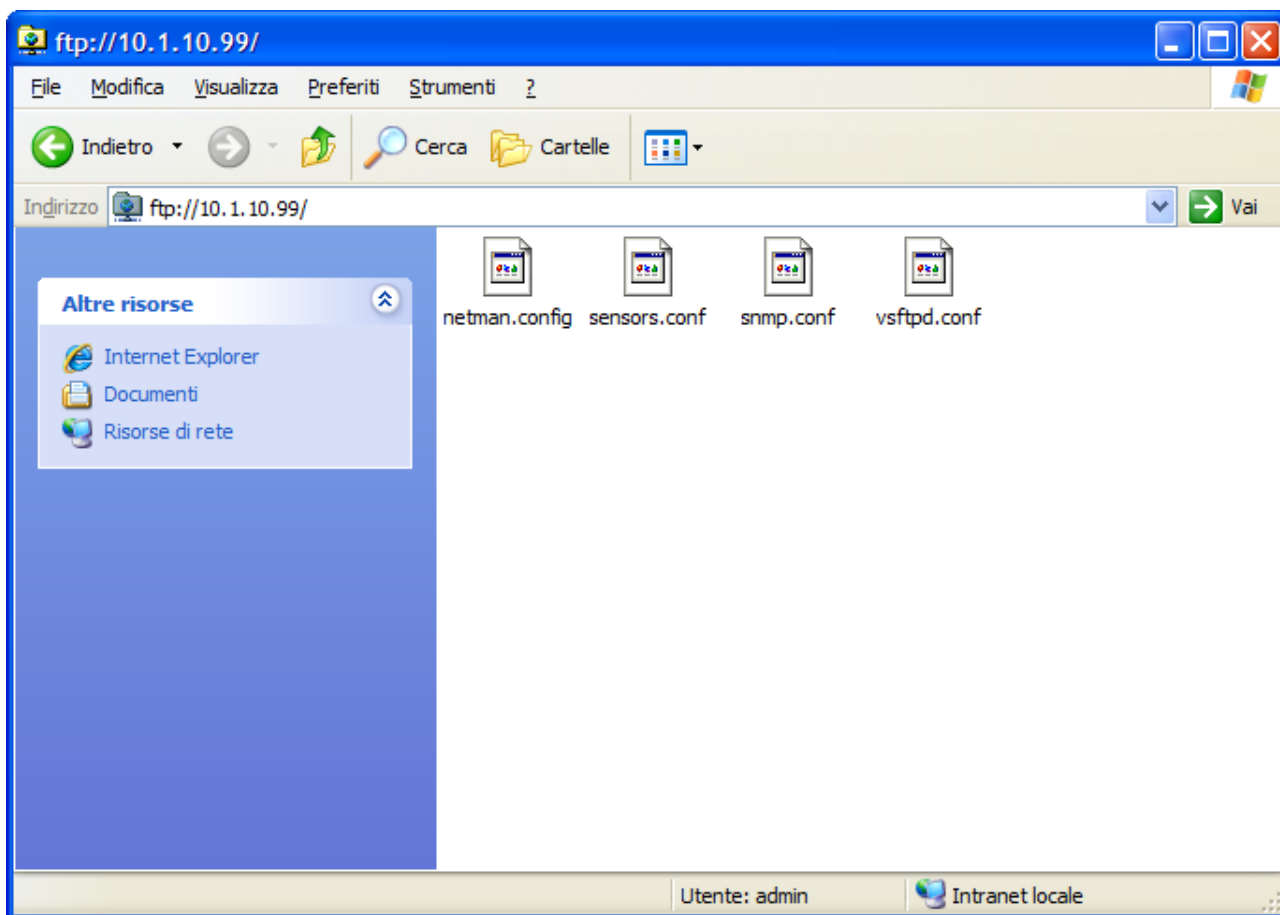 ftp://10.1.10.99/
File Modifica Visualizza Preferiti Strumenti ?
Indietro Cerca Cartelle
Indirizzo ftp://10.1.10.99/ Vai
Altre risorse
Internet Explorer
Documenti
Risorse di rete
netman.config sensors.conf snmp.conf vsftpd.conf
Utente: admin Intranet locale